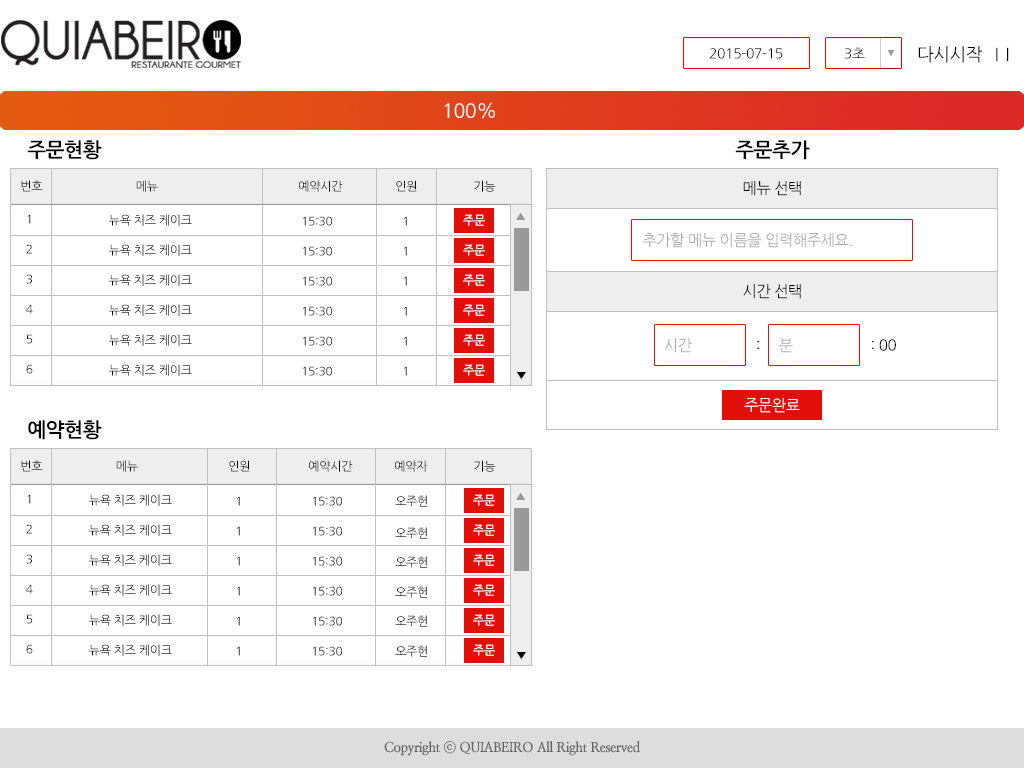 QUIABEIRO
RESTAURANTE GOURMET
2015-07-15 3초 ▼ 다시시작 ||
100%
주문현황
번호 메뉴 예약시간 인원 기능
1 뉴욕 치즈 케이크 15:30 1 주문
2 뉴욕 치즈 케이크 15:30 1 주문
3 뉴욕 치즈 케이크 15:30 1 주문
4 뉴욕 치즈 케이크 15:30 1 주문
5 뉴욕 치즈 케이크 15:30 1 주문
6 뉴욕 치즈 케이크 15:30 1 주문
예약현황
번호 메뉴 인원 예약시간 예약자 기능
1 뉴욕 치즈 케이크 1 15:30 오주현 주문
2 뉴욕 치즈 케이크 1 15:30 오주현 주문
3 뉴욕 치즈 케이크 1 15:30 오주현 주문
4 뉴욕 치즈 케이크 1 15:30 오주현 주문
5 뉴욕 치즈 케이크 1 15:30 오주현 주문
6 뉴욕 치즈 케이크 1 15:30 오주현 주문
주문추가
메뉴 선택
추가할 메뉴 이름을 입력해주세요.
시간 선택
시간 : 분 : 00
주문완료
Copyright ⓒ QUIABEIRO All Right Reserved